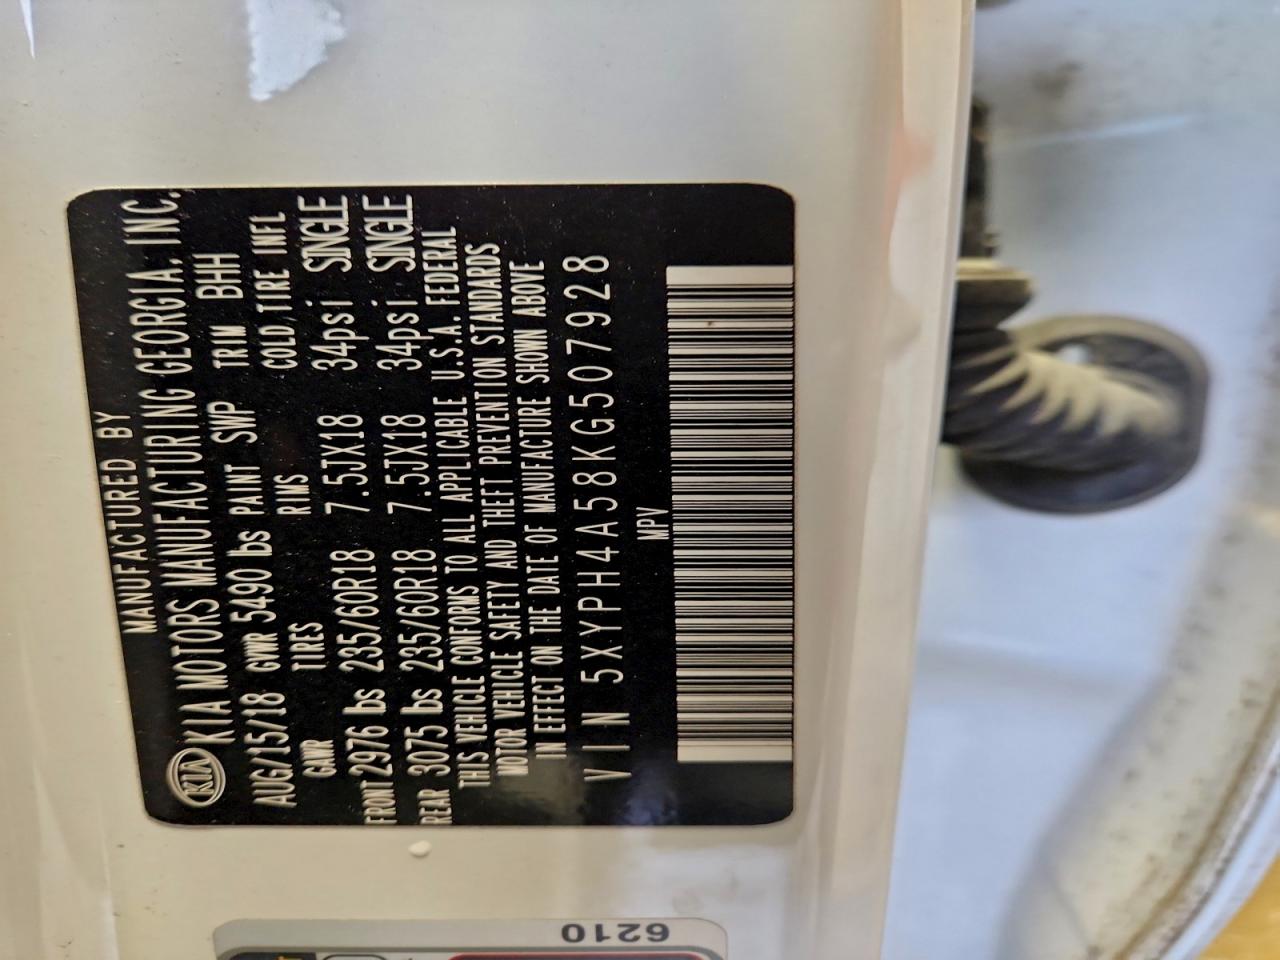 MANUFACTURED BY
KIA KIA MOTORS MANUFACTURING GEORGIA, INC.
AUG/15/18 GVWR 5490 lbs PAINT SWP TRIM BHH
GAWR TIRES RIMS COLD TIRE INFL
FRONT 2976 lbs 235/60R18 7.5JX18 34psi SINGLE
REAR 3075 lbs 235/60R18 7.5JX18 34psi SINGLE
THIS VEHICLE CONFORMS TO ALL APPLICABLE U.S.A. FEDERAL
MOTOR VEHICLE SAFETY AND THEFT PREVENTION STANDARDS
IN EFFECT ON THE DATE OF MANUFACTURE SHOWN ABOVE
VIN 5XYPH4A58KG507928
MPV
6210